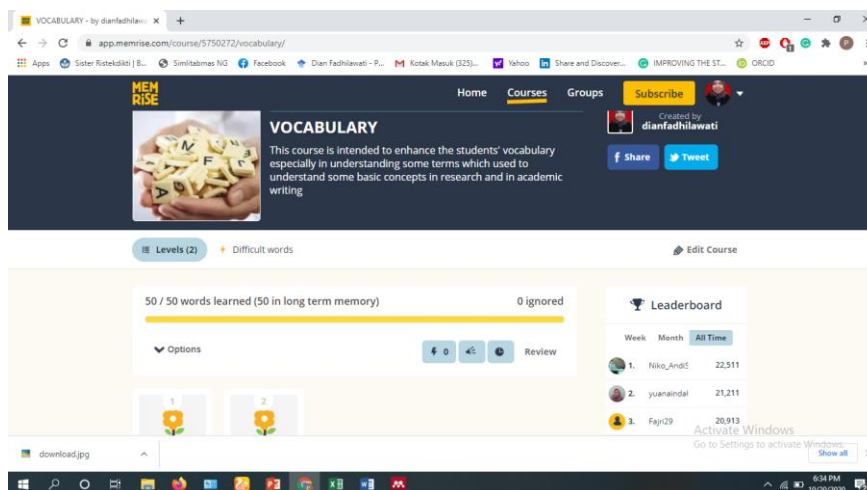 VOCABULARY - by dianfadhilawa
app.memrise.com/course/5750272/vocabulary/
Apps
Sister Ristekdikti | B...
Simlitabmas NG
Facebook
Dian Fadhilawati - P...
Kotak Masuk (325)...
Yahoo
Share and Discover...
IMPROVING THE ST...
ORCID
MEM
RiSE
Home
Courses
Groups
Subscribe
VOCABULARY
This course is intended to enhance the students' vocabulary
especially in understanding some terms which used to
understand some basic concepts in research and in academic
writing
Created by
dianfadhilawati
Share
Tweet
Levels (2)
Difficult words
Edit Course
50 / 50 words learned (50 in long term memory)
0 ignored
Options
0
Review
Leaderboard
Week Month All Time
1. Niko_AndiS 22,511
2. yuanaindal 21,211
3. Fajri29 20,913
1
2
Activate Windows
Go to Settings to activate Windows.
download.jpg
Show all
6:34 PM
10/20/2020